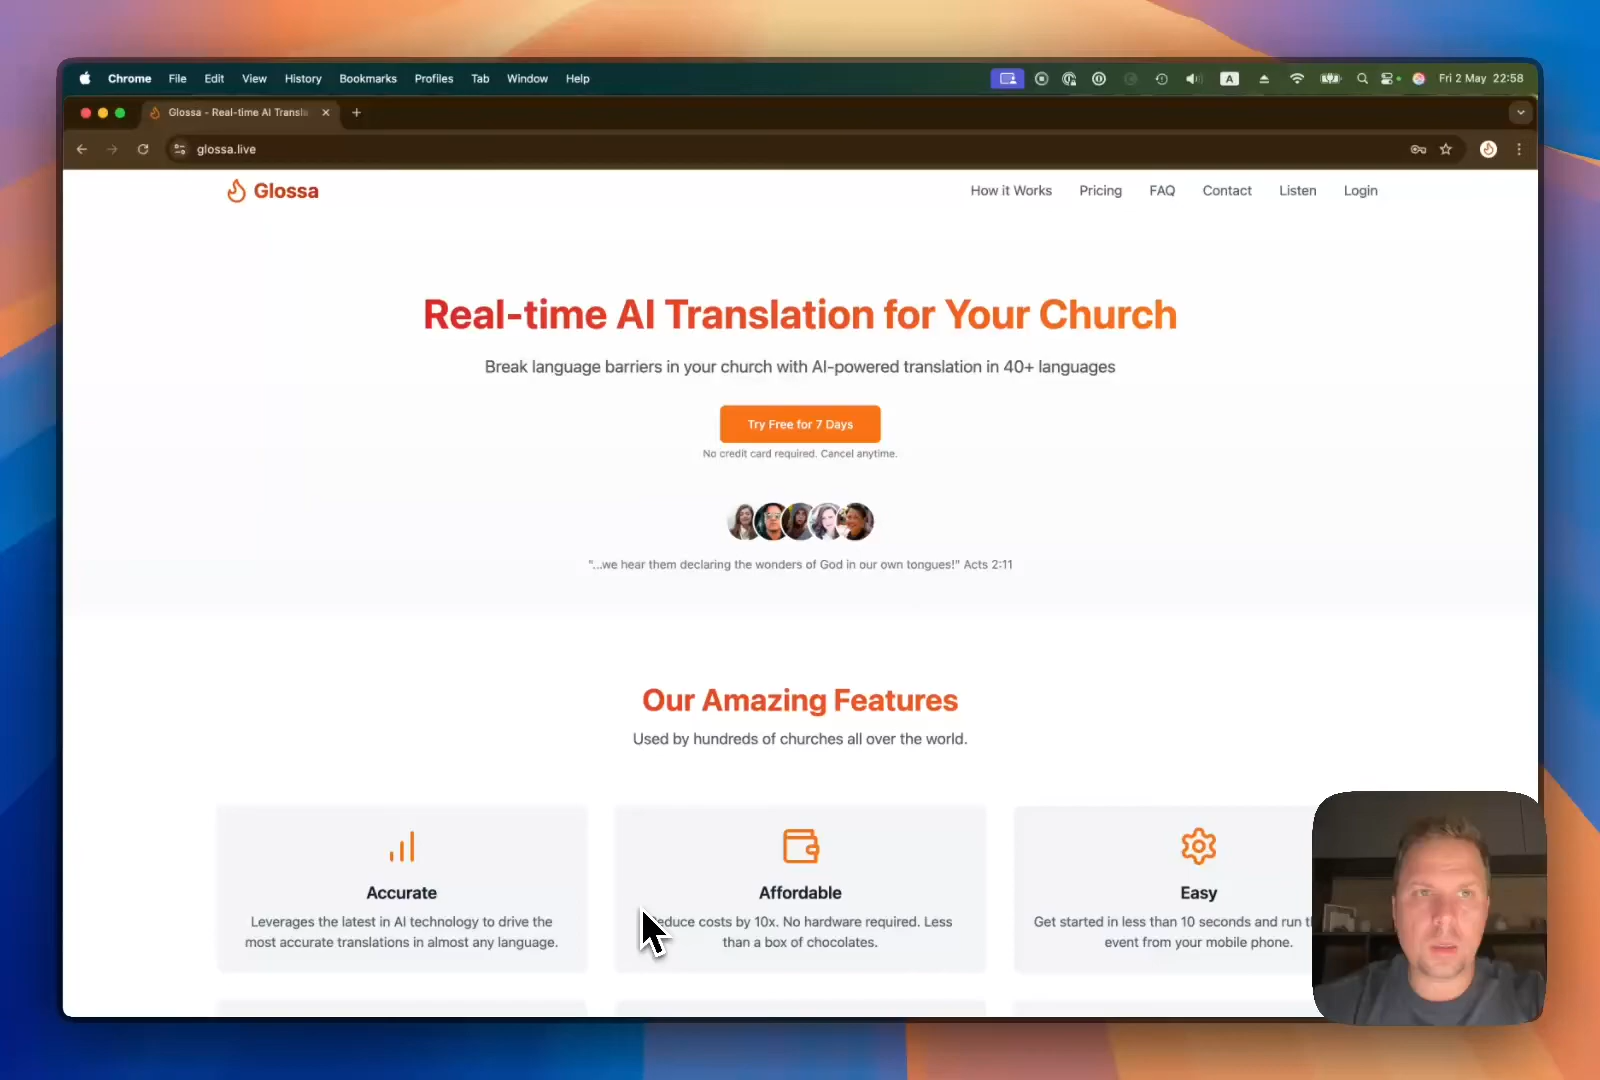 Chrome File Edit View History Bookmarks Profiles Tab Window Help A Fri 2 May 22:58
Glossa - Real-time AI Transla
glossa.live
Glossa
How it Works Pricing FAQ Contact Listen Login
Real-time AI Translation for Your Church
Break language barriers in your church with AI-powered translation in 40+ languages
Try Free for 7 Days
No credit card required. Cancel anytime.
"...we hear them declaring the wonders of God in our own tongues!" Acts 2:11
Our Amazing Features
Used by hundreds of churches all over the world.
Accurate
Leverages the latest in AI technology to drive the
most accurate translations in almost any language.
Affordable
educe costs by 10x. No hardware required. Less
than a box of chocolates.
Easy
Get started in less than 10 seconds and run
event from your mobile phone.